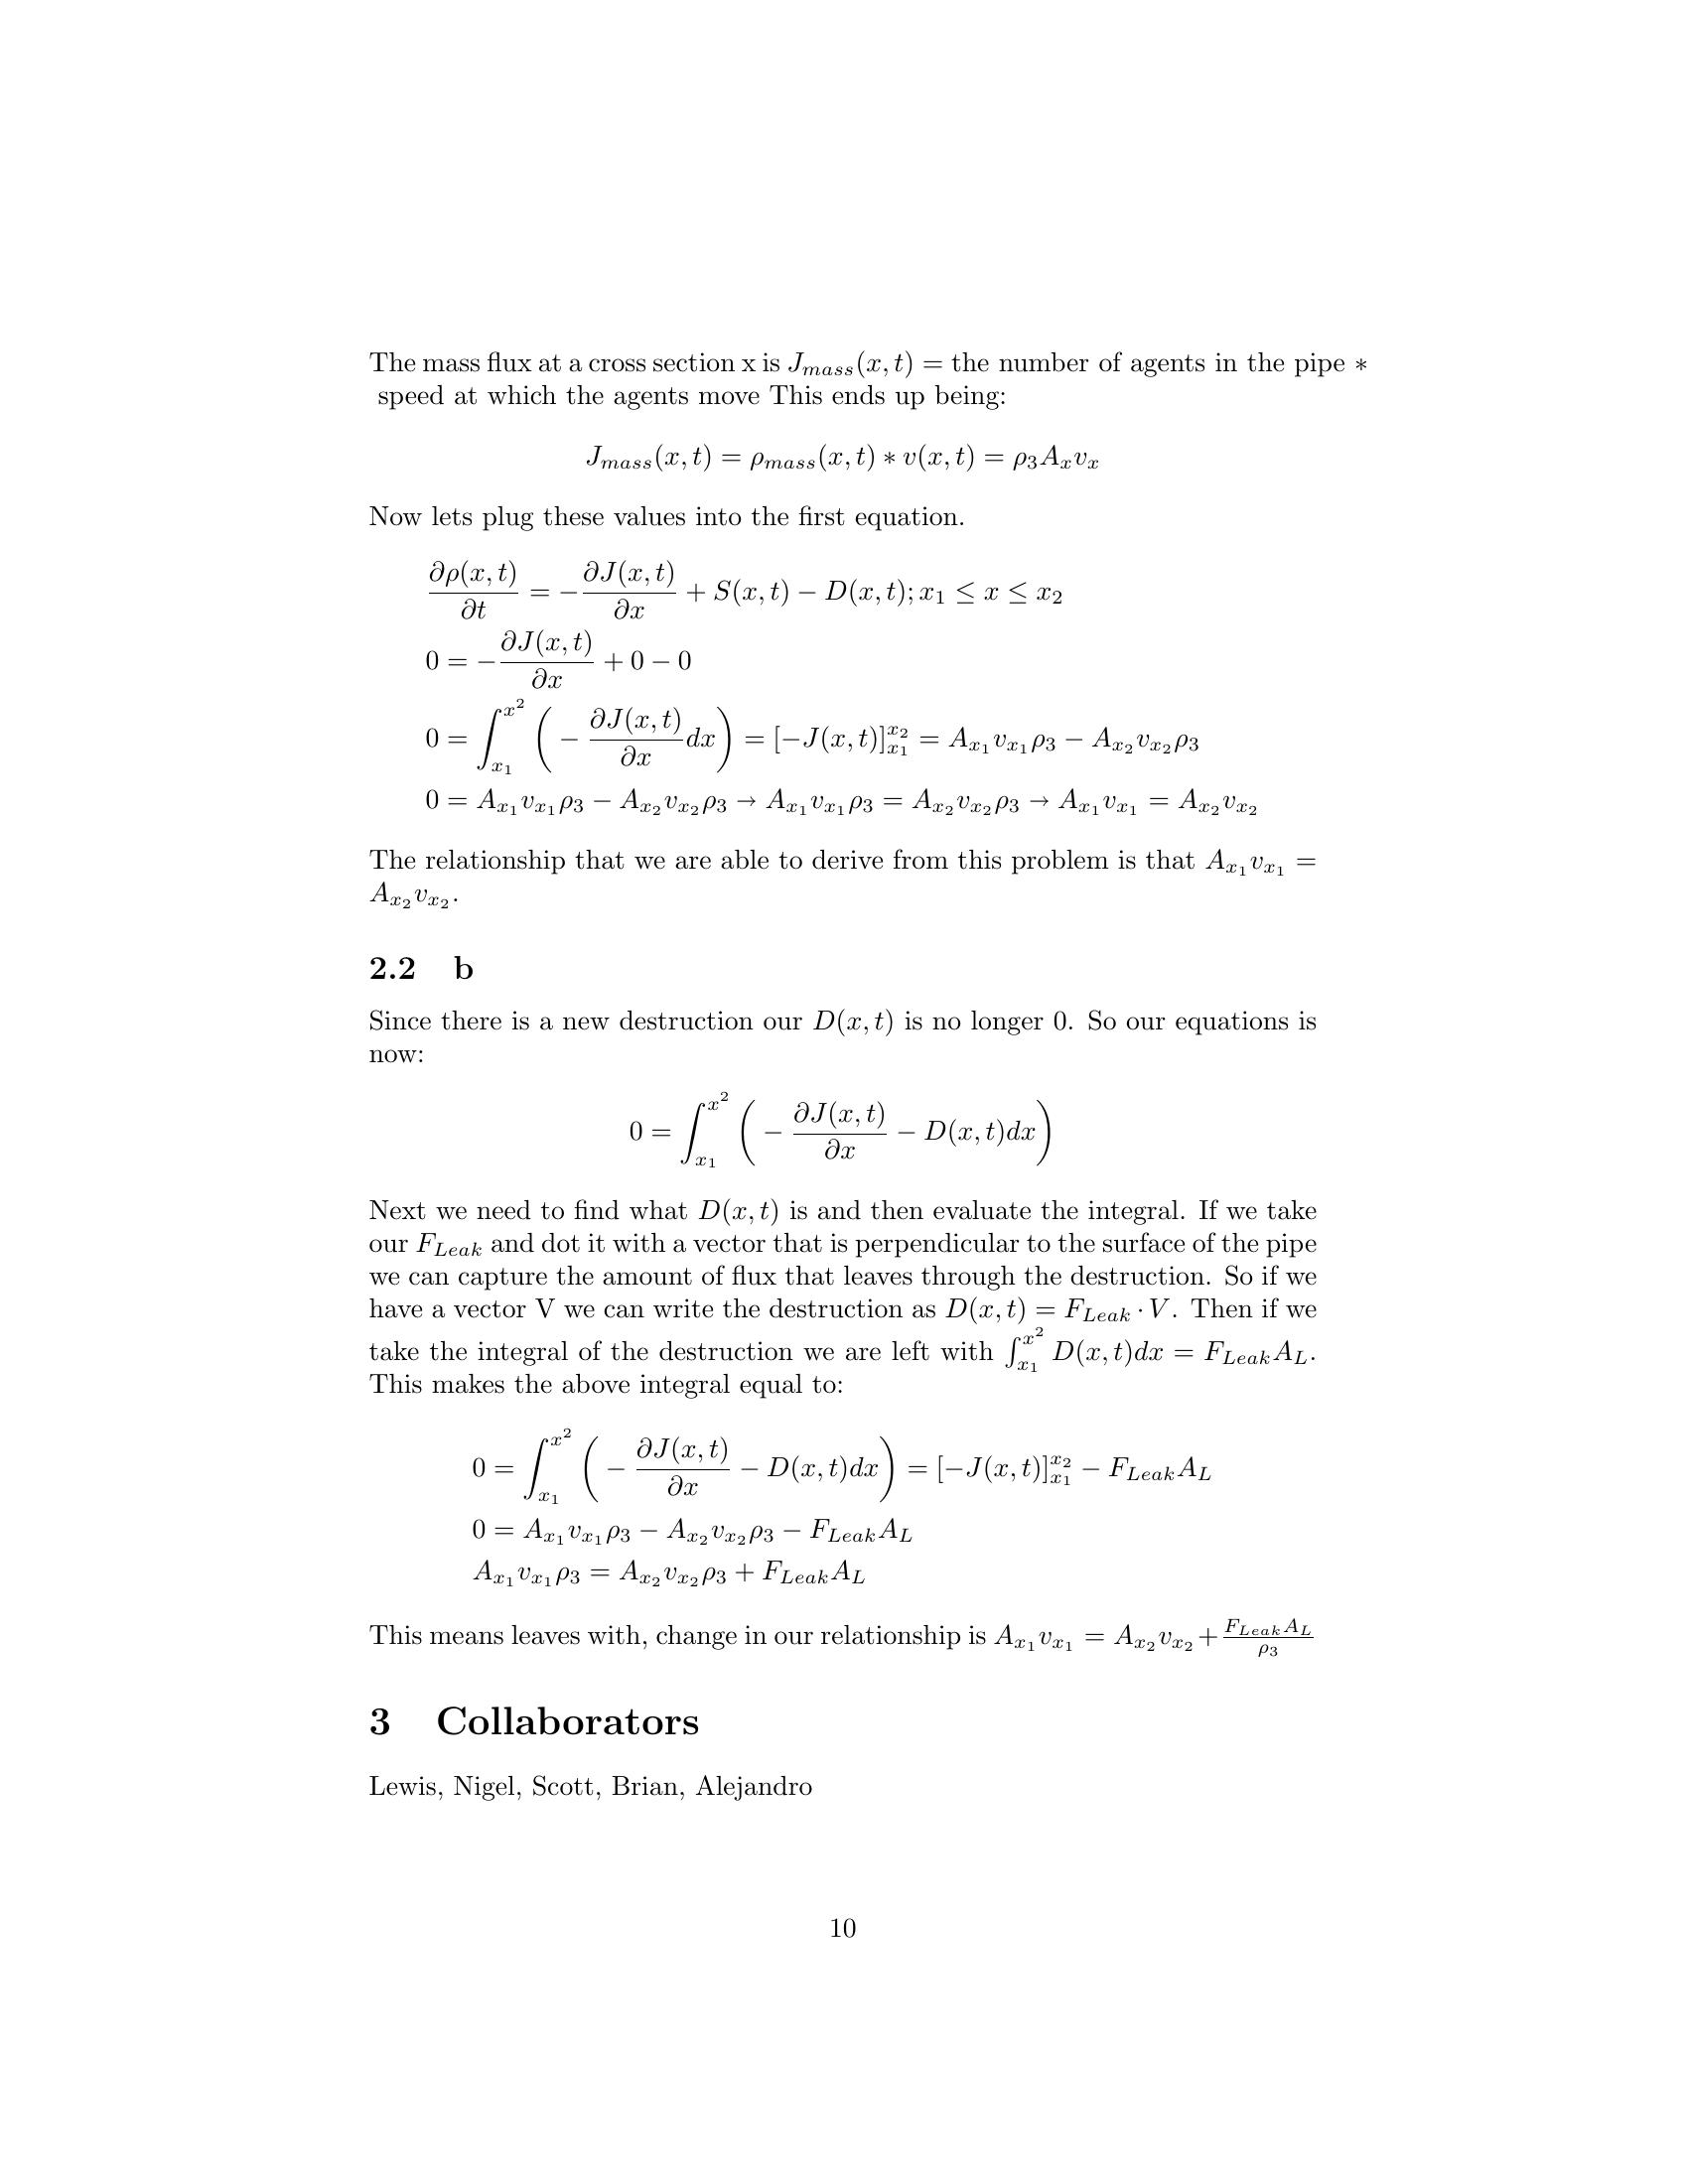 The mass flux at a cross section x is $J_{mass}(x,t)$ = the number of agents in the pipe ∗
speed at which the agents move This ends up being:
$J_{mass}(x,t) = \rho_{mass}(x,t) * v(x,t) = \rho_3 A_x v_x$
Now lets plug these values into the first equation.
$\frac{\partial \rho(x,t)}{\partial t} = -\frac{\partial J(x,t)}{\partial x} + S(x,t) - D(x,t); x_1 \leq x \leq x_2$
$0 = -\frac{\partial J(x,t)}{\partial x} + 0 - 0$
$0 = \int_{x_1}^{x^2} \left( -\frac{\partial J(x,t)}{\partial x} dx \right) = [-J(x,t)]_{x_1}^{x_2} = A_{x_1} v_{x_1} \rho_3 - A_{x_2} v_{x_2} \rho_3$
$0 = A_{x_1} v_{x_1} \rho_3 - A_{x_2} v_{x_2} \rho_3 \rightarrow A_{x_1} v_{x_1} \rho_3 = A_{x_2} v_{x_2} \rho_3 \rightarrow A_{x_1} v_{x_1} = A_{x_2} v_{x_2}$
The relationship that we are able to derive from this problem is that $A_{x_1} v_{x_1} =$
$A_{x_2} v_{x_2}$.
2.2 b
Since there is a new destruction our $D(x,t)$ is no longer 0. So our equations is
now:
$0 = \int_{x_1}^{x^2} \left( -\frac{\partial J(x,t)}{\partial x} - D(x,t) dx \right)$
Next we need to find what $D(x,t)$ is and then evaluate the integral. If we take
our $F_{Leak}$ and dot it with a vector that is perpendicular to the surface of the pipe
we can capture the amount of flux that leaves through the destruction. So if we
have a vector V we can write the destruction as $D(x,t) = F_{Leak} \cdot V$. Then if we
take the integral of the destruction we are left with $\int_{x_1}^{x^2} D(x,t) dx = F_{Leak} A_L$.
This makes the above integral equal to:
$0 = \int_{x_1}^{x^2} \left( -\frac{\partial J(x,t)}{\partial x} - D(x,t) dx \right) = [-J(x,t)]_{x_1}^{x_2} - F_{Leak} A_L$
$0 = A_{x_1} v_{x_1} \rho_3 - A_{x_2} v_{x_2} \rho_3 - F_{Leak} A_L$
$A_{x_1} v_{x_1} \rho_3 = A_{x_2} v_{x_2} \rho_3 + F_{Leak} A_L$
This means leaves with, change in our relationship is $A_{x_1} v_{x_1} = A_{x_2} v_{x_2} + \frac{F_{Leak} A_L}{\rho_3}$
3 Collaborators
Lewis, Nigel, Scott, Brian, Alejandro
10